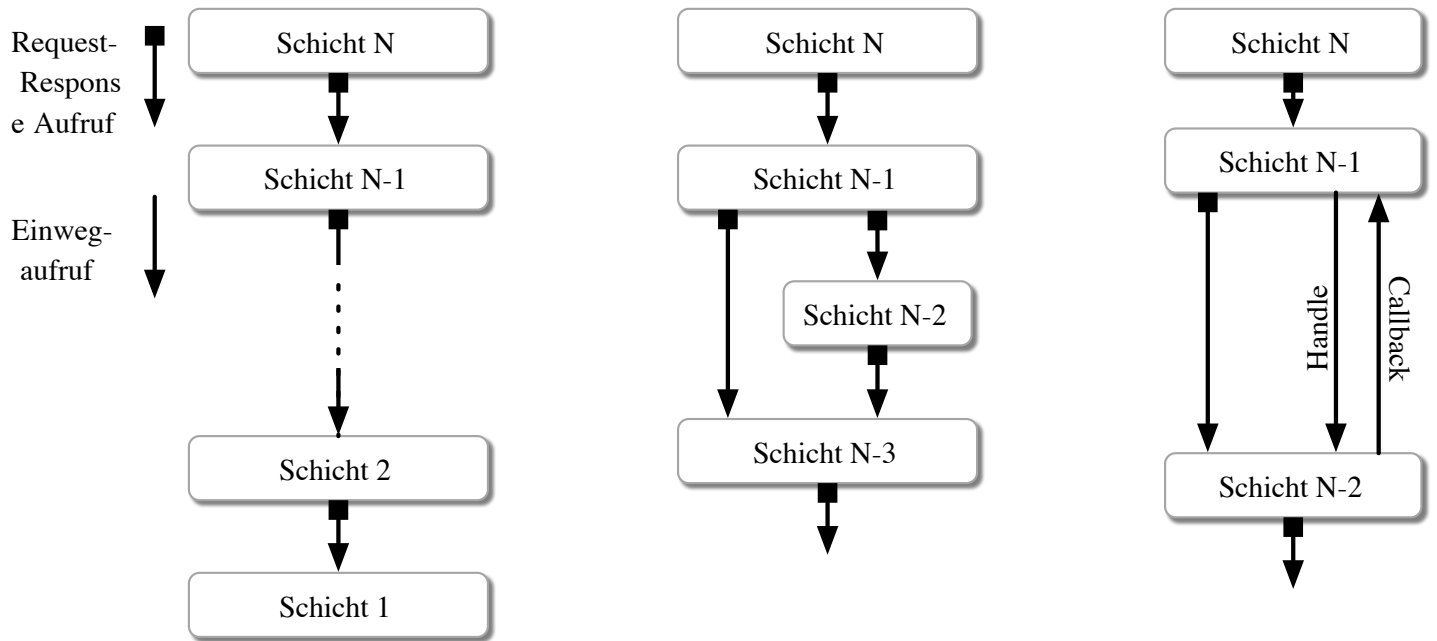 Request-
Respons
e Aufruf
Einweg-
aufruf
Schicht N
Schicht N-1
Schicht 2
Schicht 1
Schicht N
Schicht N-1
Schicht N-2
Schicht N-3
Schicht N
Schicht N-1
Handle
Callback
Schicht N-2